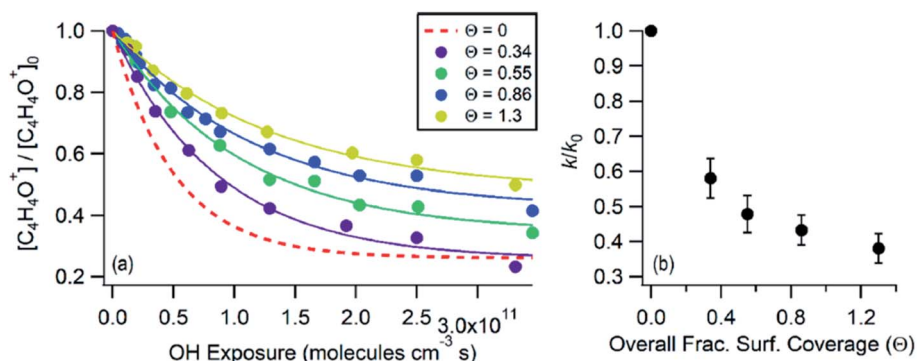 [C4H4O+] / [C4H4O+]0
1.0
0.8
0.6
0.4
0.2
(a)
Θ = 0
Θ = 0.34
Θ = 0.55
Θ = 0.86
Θ = 1.3
0.0 0.5 1.0 1.5 2.0 2.5 3.0x10¹¹
OH Exposure (molecules cm⁻³ s)
k/k0
1.0
0.9
0.8
0.7
0.6
0.5
0.4
0.3
(b)
0.0 0.4 0.8 1.2
Overall Frac. Surf. Coverage (Θ)